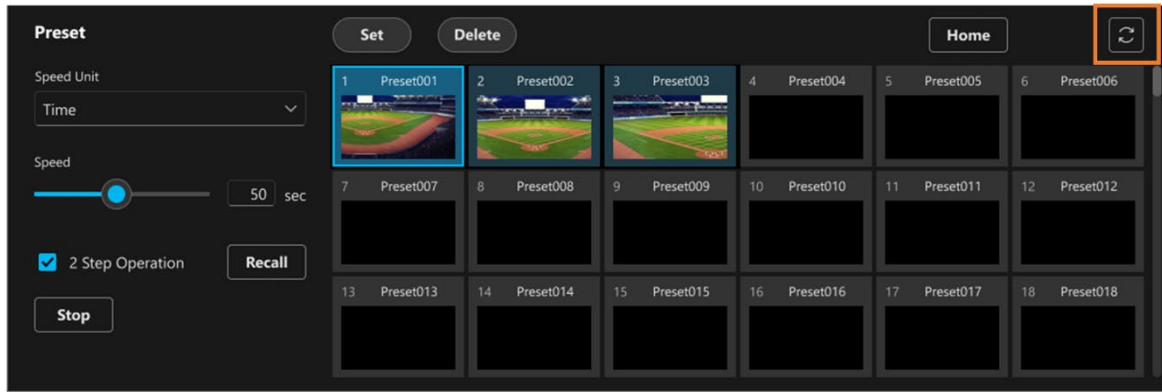 Preset
Set Delete Home
Speed Unit
Time
Speed
50 sec
2 Step Operation Recall
Stop
1 Preset001 2 Preset002 3 Preset003 4 Preset004 5 Preset005 6 Preset006
7 Preset007 8 Preset008 9 Preset009 10 Preset010 11 Preset011 12 Preset012
13 Preset013 14 Preset014 15 Preset015 16 Preset016 17 Preset017 18 Preset018